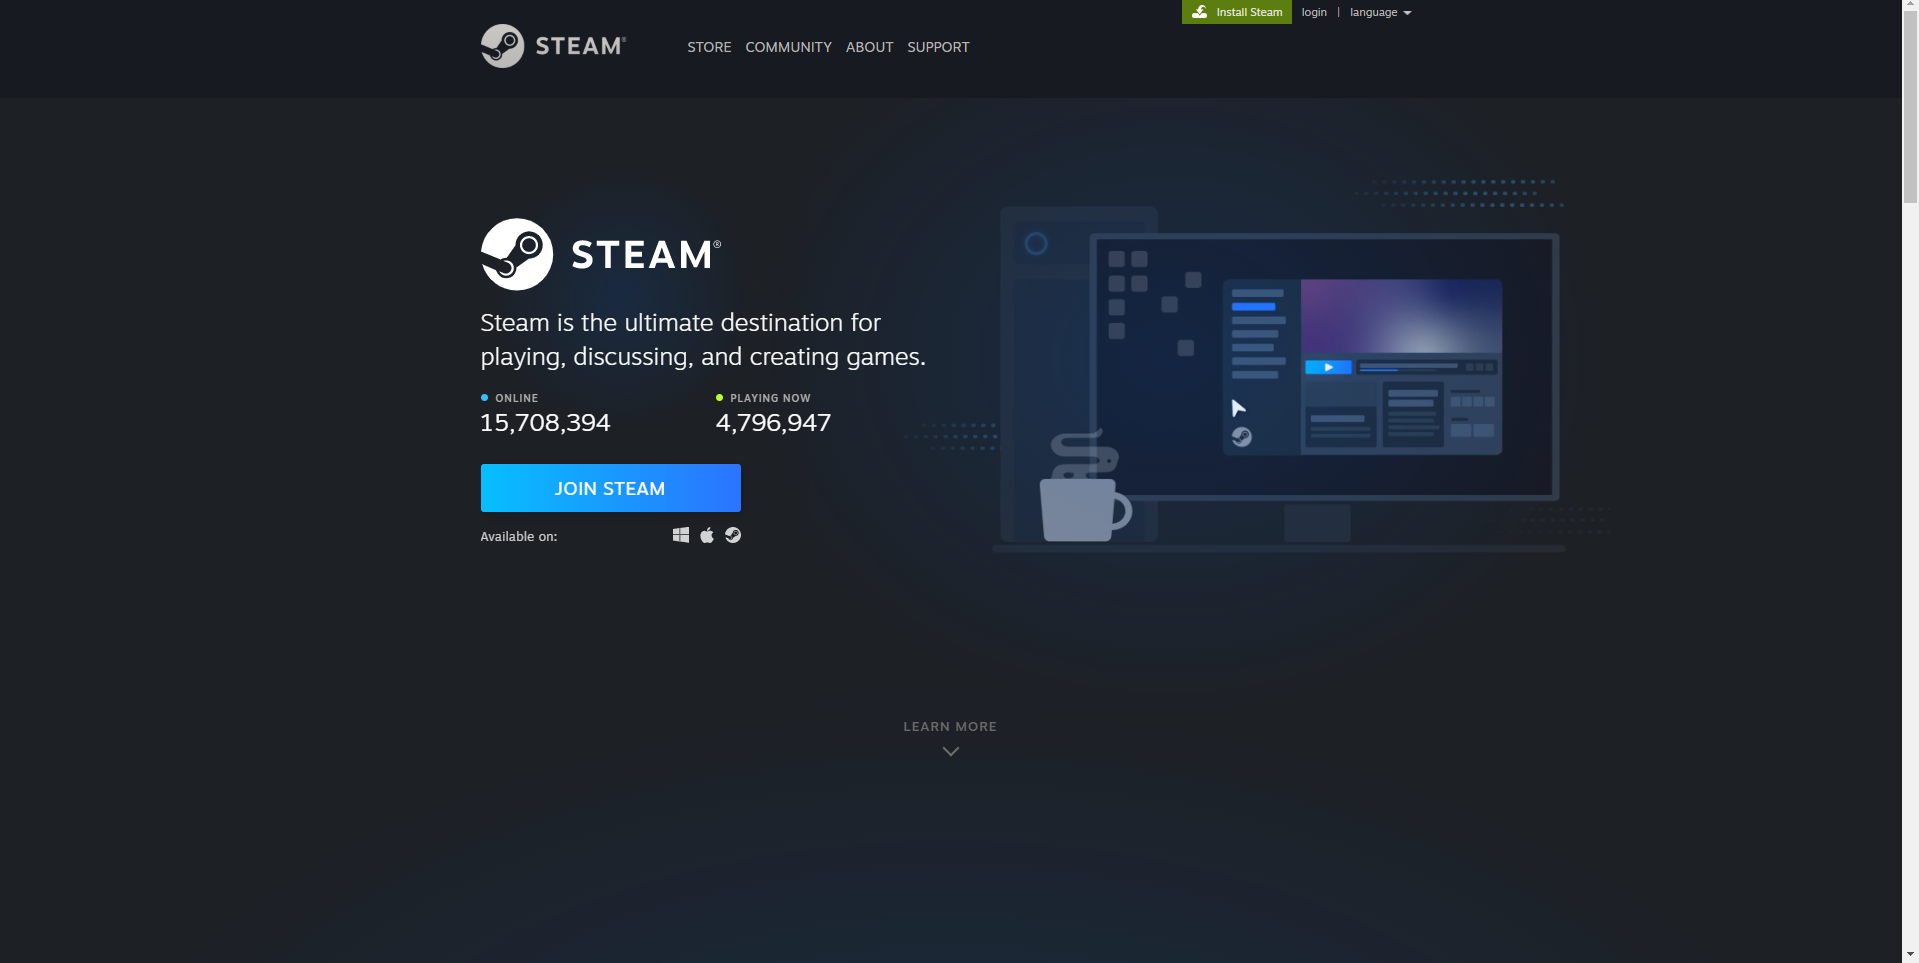 Install Steam
login | language
STEAM®
STORE COMMUNITY ABOUT SUPPORT
STEAM®
Steam is the ultimate destination for
playing, discussing, and creating games.
ONLINE
15,708,394
PLAYING NOW
4,796,947
JOIN STEAM
Available on:
LEARN MORE